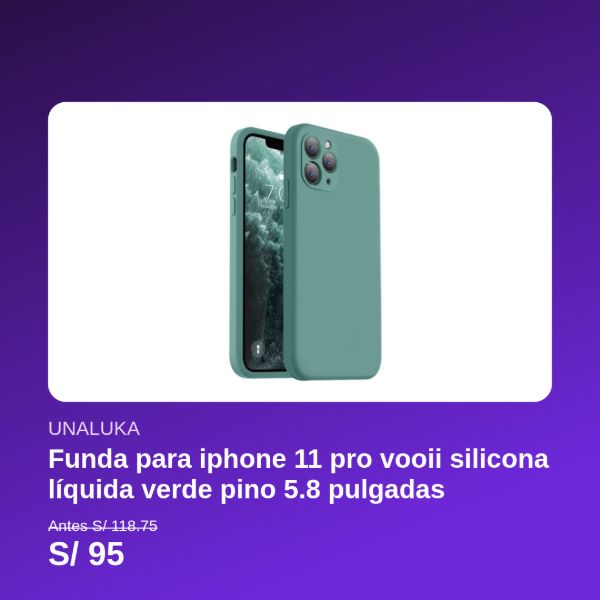 UNALUKA
Funda para iphone 11 pro vooii silicona
líquida verde pino 5.8 pulgadas
Antes S/ 118.75
S/ 95